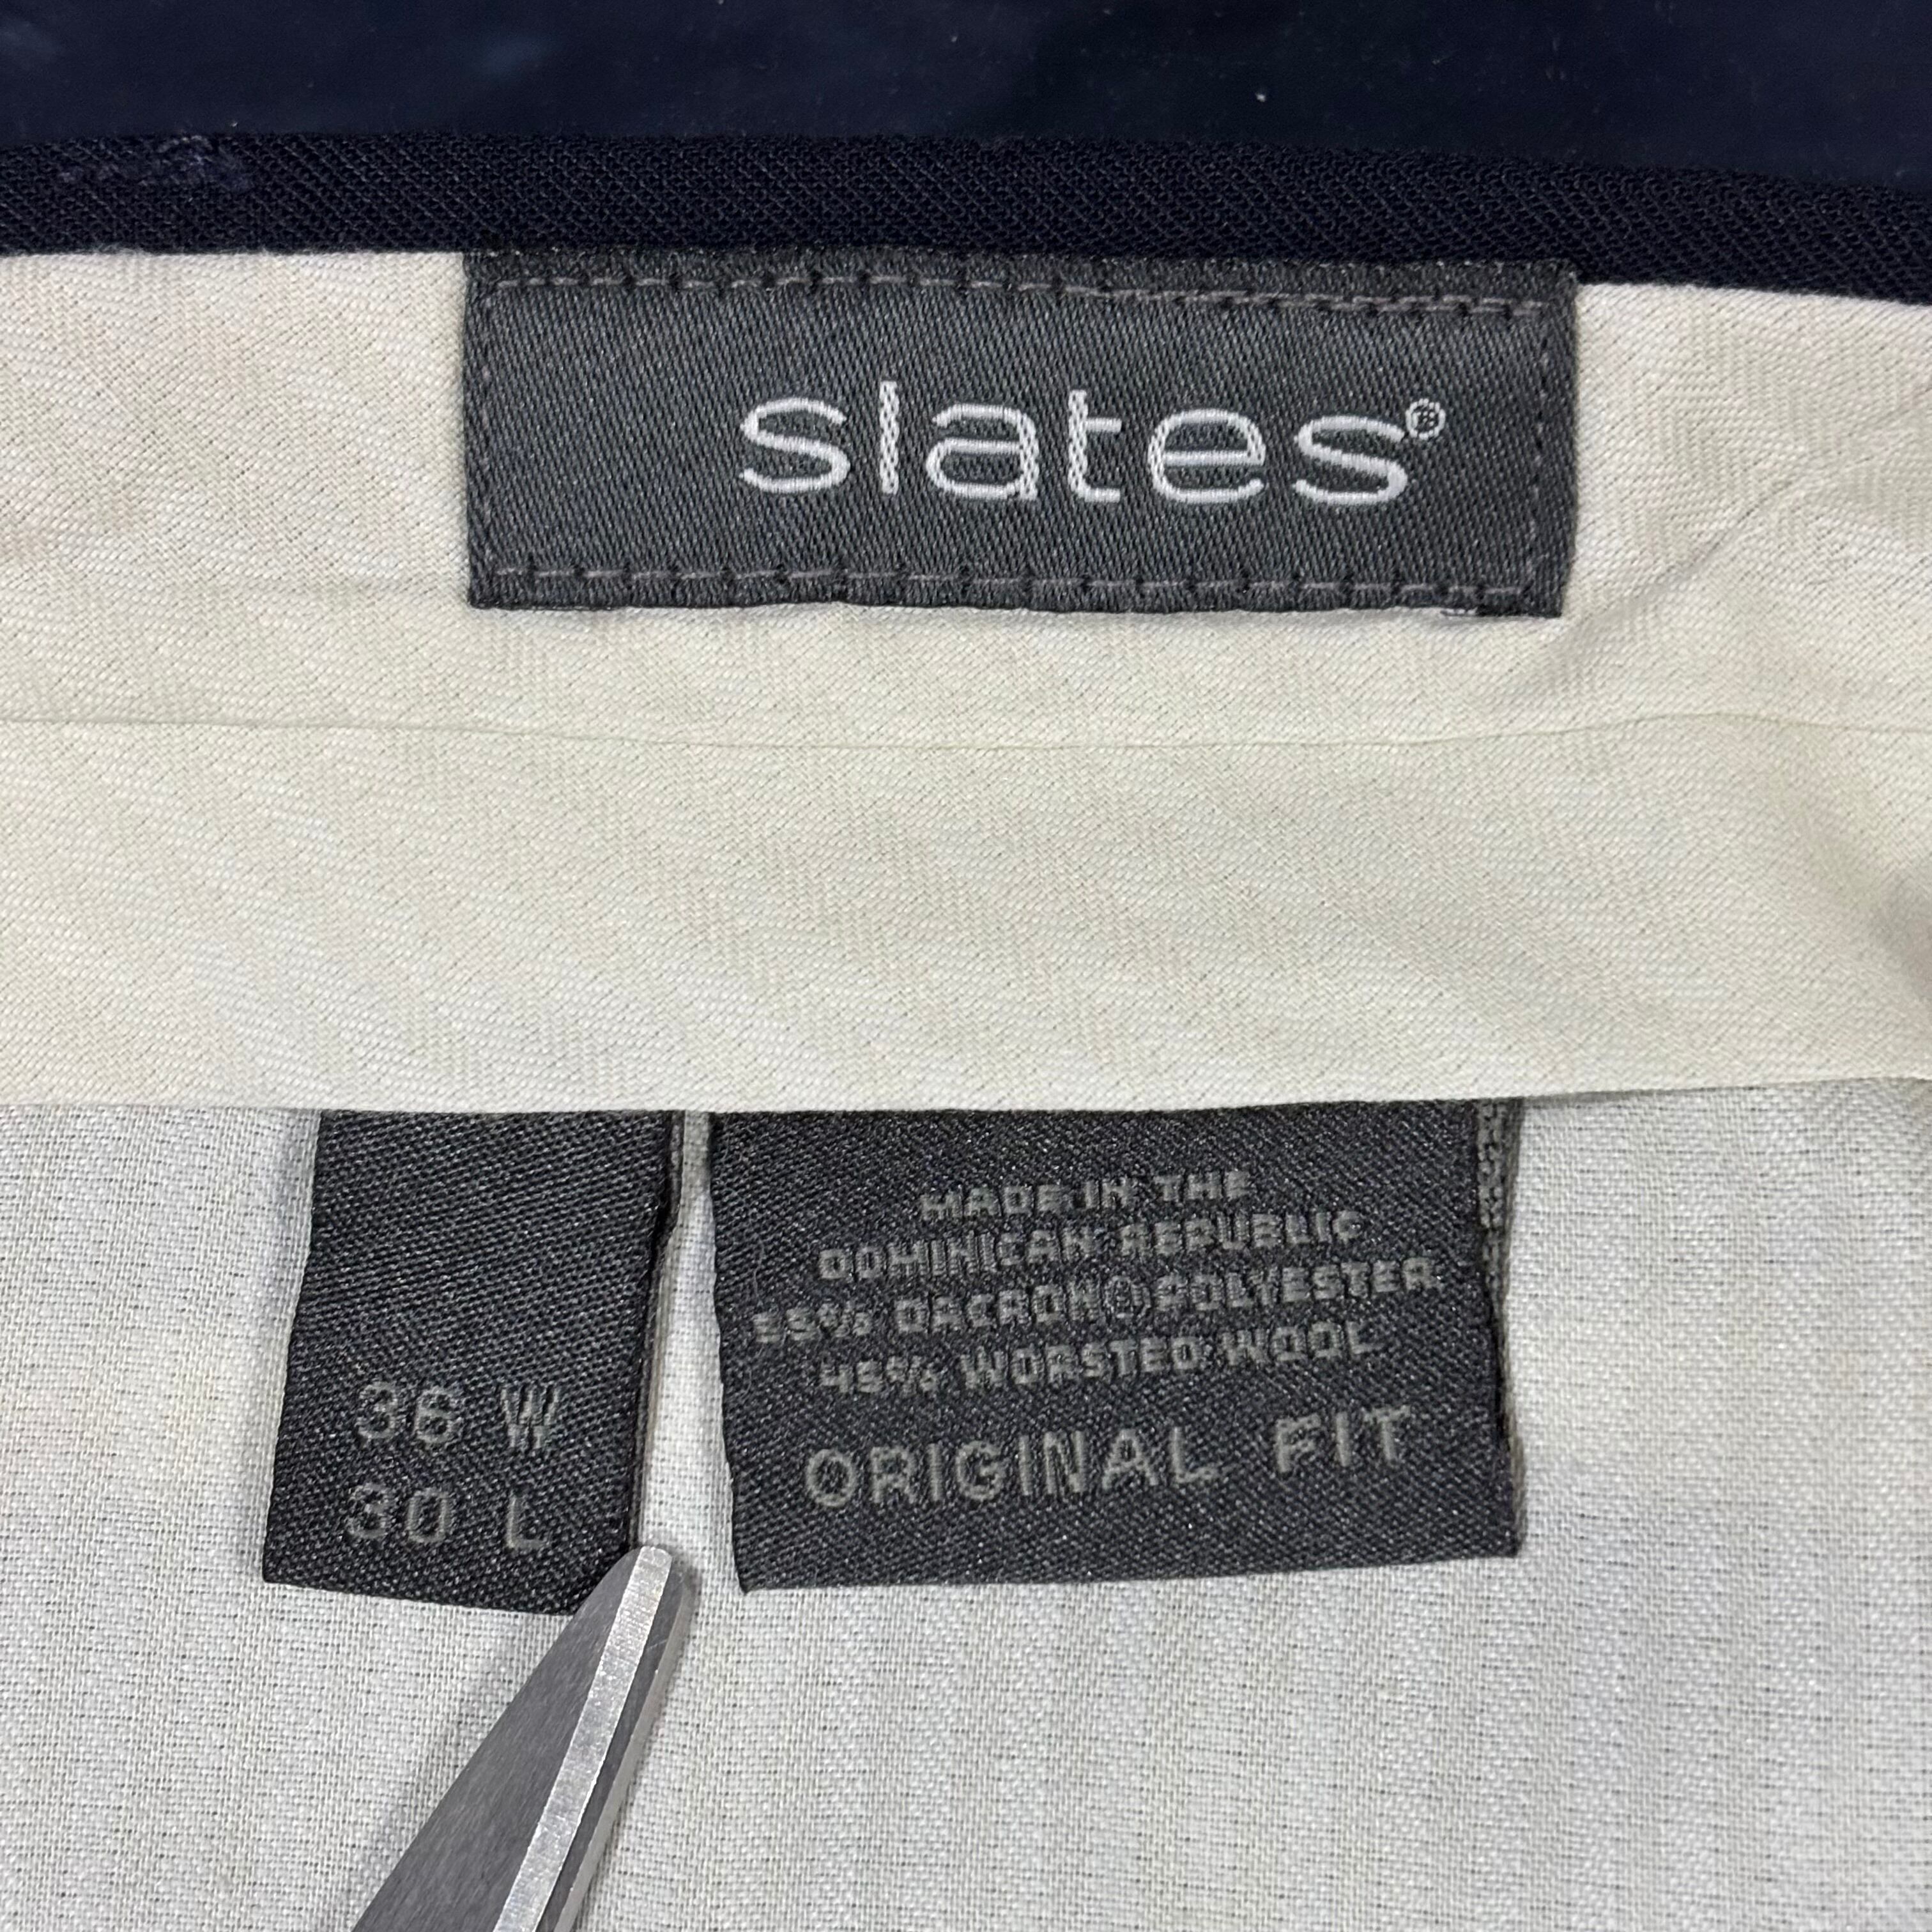 slates®
36 W
30 L
MADE IN THE
DOMINICAN REPUBLIC
55% DACRON® POLYESTER
45% WORSTED WOOL
ORIGINAL FIT